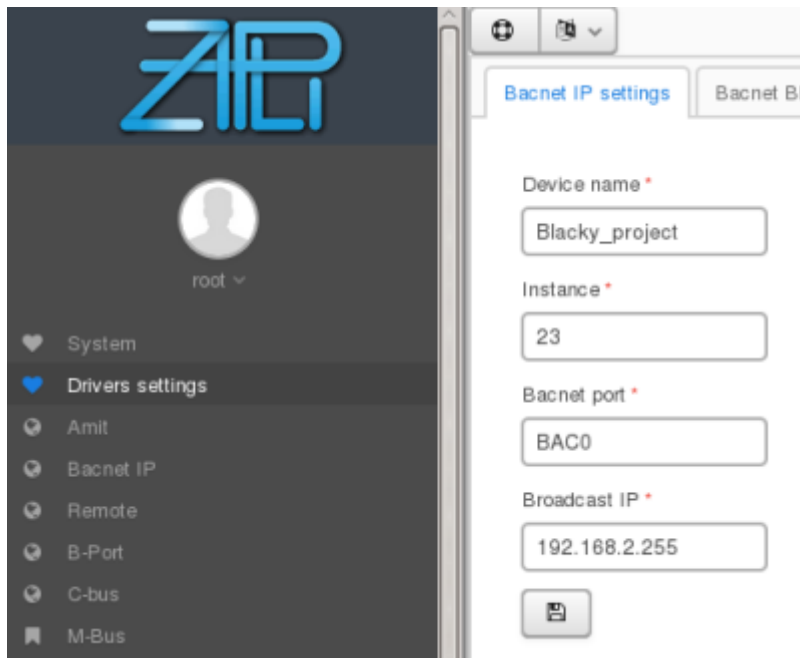 root
System
Drivers settings
Amit
Bacnet IP
Remote
B-Port
C-bus
M-Bus
Bacnet IP settings
Bacnet
Device name *
Blacky_project
Instance *
23
Bacnet port *
BAC0
Broadcast IP *
192.168.2.255